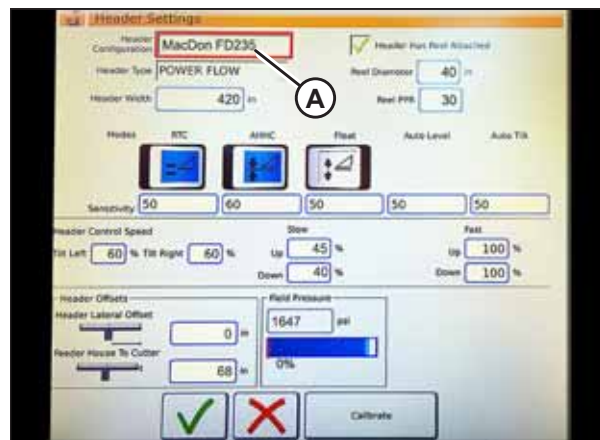 Header Settings
Header Configuration MacDon FD235 Header Has Reel Attached
Header Type POWER FLOW Reel Diameter 40 in
Header Width 420 in Reel PPR 30
A
Modes RTC AHHC Float Auto Level Auto Tilt
Sensitivity 50 60 50 50 50
Header Control Speed Slow Fast
Tilt Left 60 % Tilt Right 60 % Up 45 % Up 100 %
Down 40 % Down 100 %
Header Offsets Field Pressure
Header Lateral Offset 0 in 1647 psi
Feeder House To Cutter 68 in 0%
Calibrate